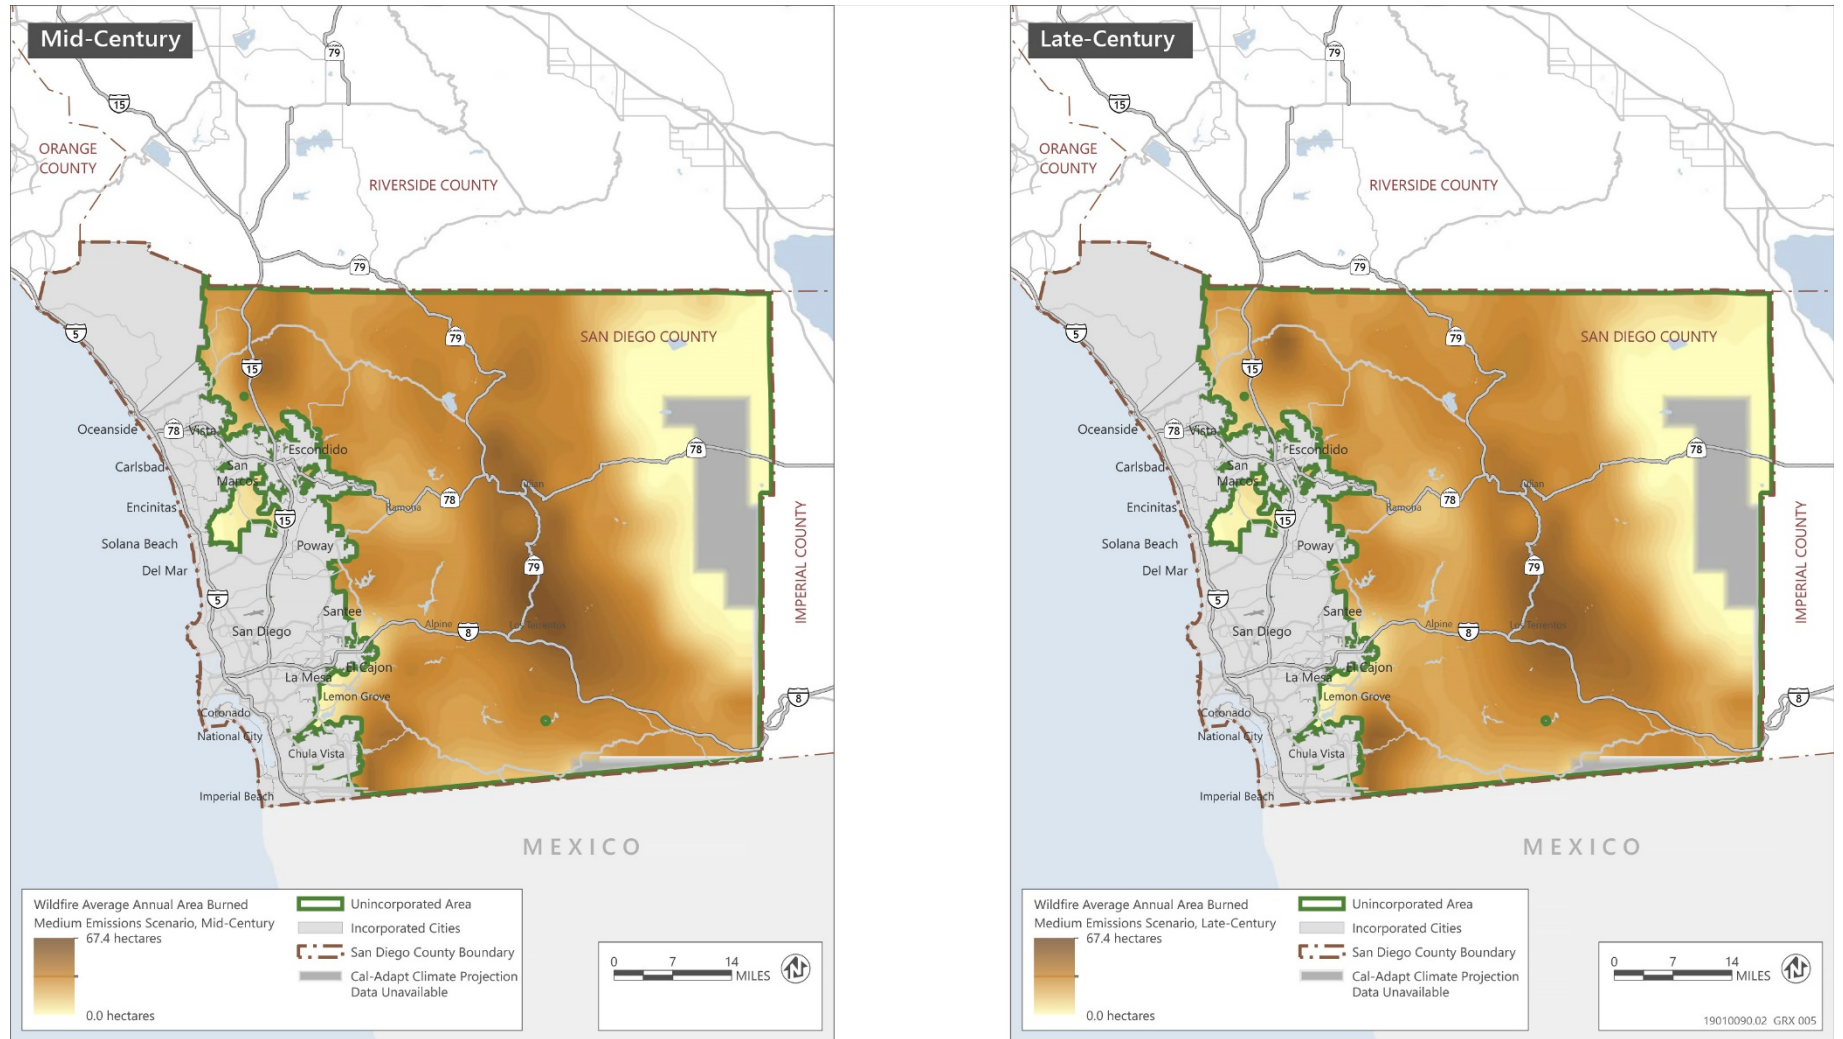 Mid-Century
79
15
ORANGE
COUNTY
RIVERSIDE COUNTY
79
5
79
SAN DIEGO COUNTY
15
Oceanside
78
Vista
Escondido
78
Carlsbad
San
Marcos
Julian
78
Encinitas
Ramona
15
Solana Beach
Poway
79
Del Mar
IMPERIAL COUNTY
5
Santee
San Diego
Alpine
8
El Cajon
La Mesa
Lemon Grove
8
Coronado
National City
Chula Vista
Imperial Beach
MEXICO
Wildfire Average Annual Area Burned
Medium Emissions Scenario, Mid-Century
67.4 hectares
0.0 hectares
Unincorporated Area
Incorporated Cities
San Diego County Boundary
Cal-Adapt Climate Projection
Data Unavailable
0 7 14
MILES
N
Late-Century
79
15
ORANGE
COUNTY
RIVERSIDE COUNTY
79
5
79
SAN DIEGO COUNTY
15
Oceanside
78
Vista
Escondido
78
Carlsbad
San
Marcos
Julian
78
Encinitas
Ramona
15
Solana Beach
Poway
79
Del Mar
IMPERIAL COUNTY
5
Santee
San Diego
Alpine
8
El Cajon
La Mesa
Lemon Grove
8
Coronado
National City
Chula Vista
Imperial Beach
MEXICO
Wildfire Average Annual Area Burned
Medium Emissions Scenario, Late-Century
67.4 hectares
0.0 hectares
Unincorporated Area
Incorporated Cities
San Diego County Boundary
Cal-Adapt Climate Projection
Data Unavailable
0 7 14
MILES
N
19010090.02 GRX 005